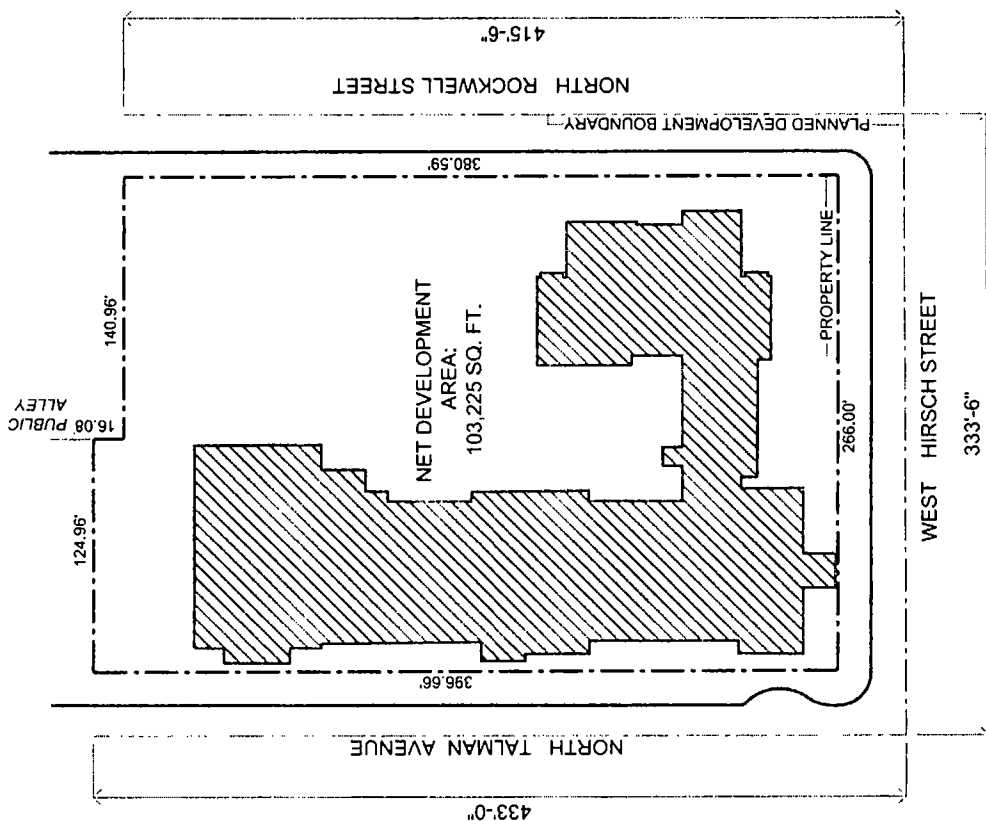 16.08' PUBLIC
ALLEY
124.96'
140.96'
415'-6"
NORTH ROCKWELL STREET
PLANNED DEVELOPMENT BOUNDARY
380.59'
NET DEVELOPMENT
AREA:
103,225 SQ. FT.
PROPERTY LINE
266.00'
396.66'
NORTH TALMAN AVENUE
433'-0"
WEST HIRSCH STREET
333'-6"